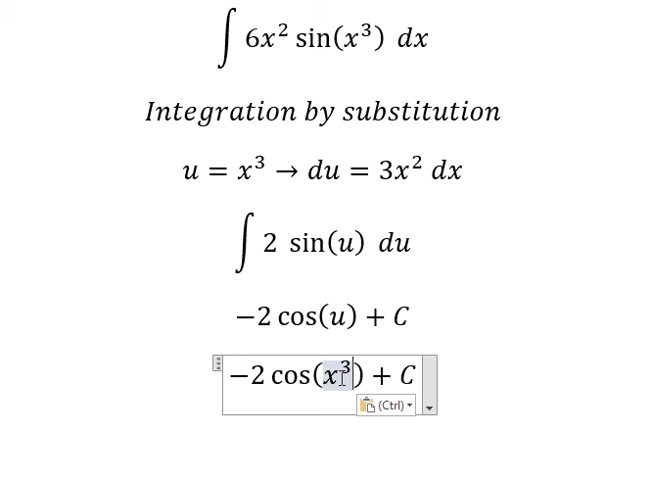 ∫ 6x² sin(x³) dx
Integration by substitution
u = x³ → du = 3x² dx
∫ 2 sin(u) du
−2 cos(u) + C
−2 cos(x³) + C
(Ctrl)